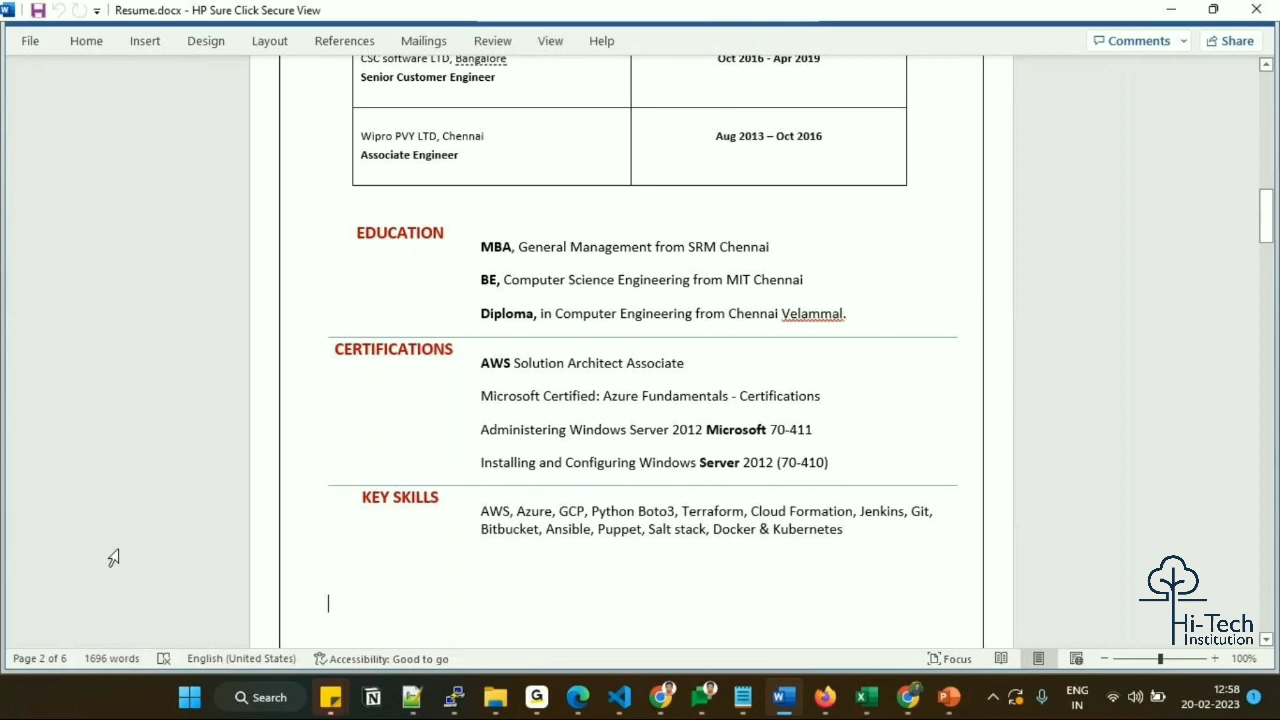 Resume.docx - HP Sure Click Secure View
File Home Insert Design Layout References Mailings Review View Help Comments Share
CSC software LTD, Bangalore Oct 2016 - Apr 2019
Senior Customer Engineer
Wipro PVY LTD, Chennai Aug 2013 – Oct 2016
Associate Engineer
EDUCATION
MBA, General Management from SRM Chennai
BE, Computer Science Engineering from MIT Chennai
Diploma, in Computer Engineering from Chennai Velammal.
CERTIFICATIONS
AWS Solution Architect Associate
Microsoft Certified: Azure Fundamentals - Certifications
Administering Windows Server 2012 Microsoft 70-411
Installing and Configuring Windows Server 2012 (70-410)
KEY SKILLS
AWS, Azure, GCP, Python Boto3, Terraform, Cloud Formation, Jenkins, Git,
Bitbucket, Ansible, Puppet, Salt stack, Docker & Kubernetes
Hi-Tech
Institution
Page 2 of 6 1696 words English (United States) Accessibility: Good to go Focus 100%
Search ENG 12:58
IN 20-02-2023